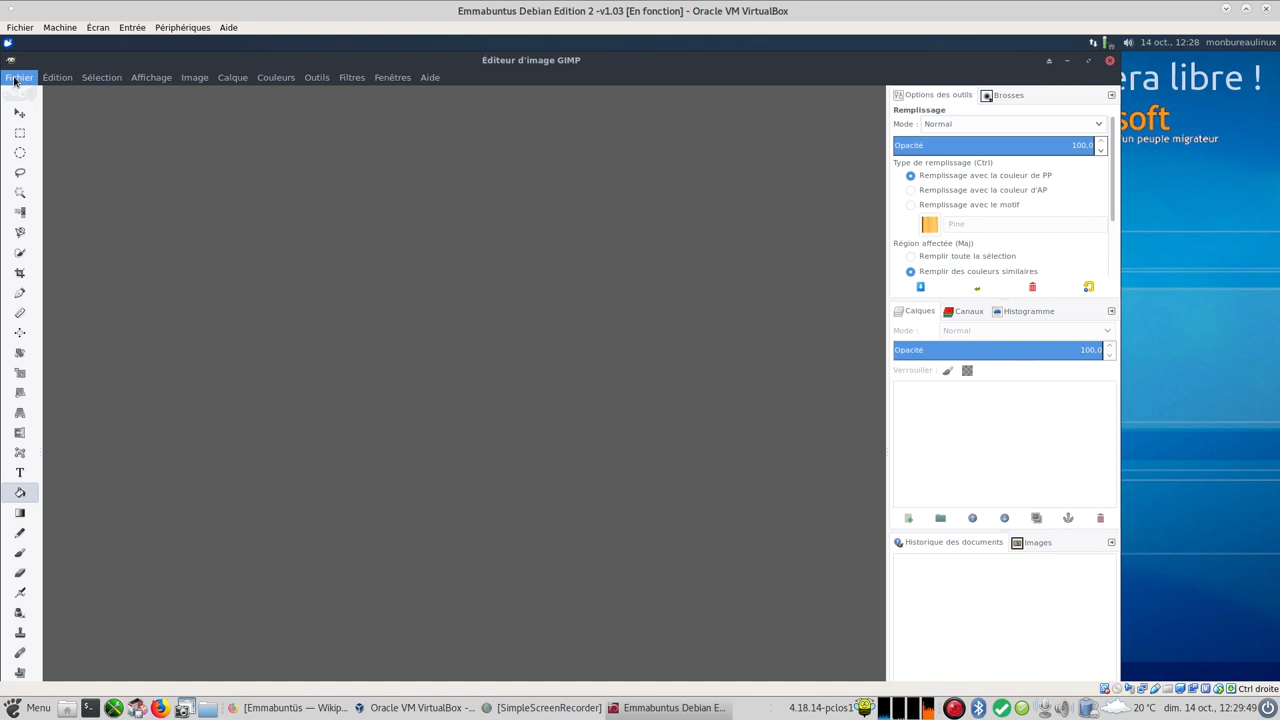 Emmabuntus Debian Edition 2 -v1.03 [En fonction] - Oracle VM VirtualBox
Fichier Machine Écran Entrée Périphériques Aide
14 oct., 12:28 monbureaulinux
Éditeur d'image GIMP
Fichier Édition Sélection Affichage Image Calque Couleurs Outils Filtres Fenêtres Aide
era libre !
Options des outils Brosses
Remplissage
soft
Mode : Normal
un peuple migrateur
Opacité 100,0
Type de remplissage (Ctrl)
Remplissage avec la couleur de PP
Remplissage avec la couleur d'AP
Remplissage avec le motif
Pine
Région affectée (Maj)
Remplir toute la sélection
Remplir des couleurs similaires
Calques Canaux Histogramme
Mode : Normal
Opacité 100,0
Verrouiller :
T
Historique des documents Images
Ctrl droite
Menu [Emmabuntüs — Wikip... Oracle VM VirtualBox -... [SimpleScreenRecorder] Emmabuntus Debian E... 4.18.14-pclos1 20 °C dim. 14 oct., 12:29:49